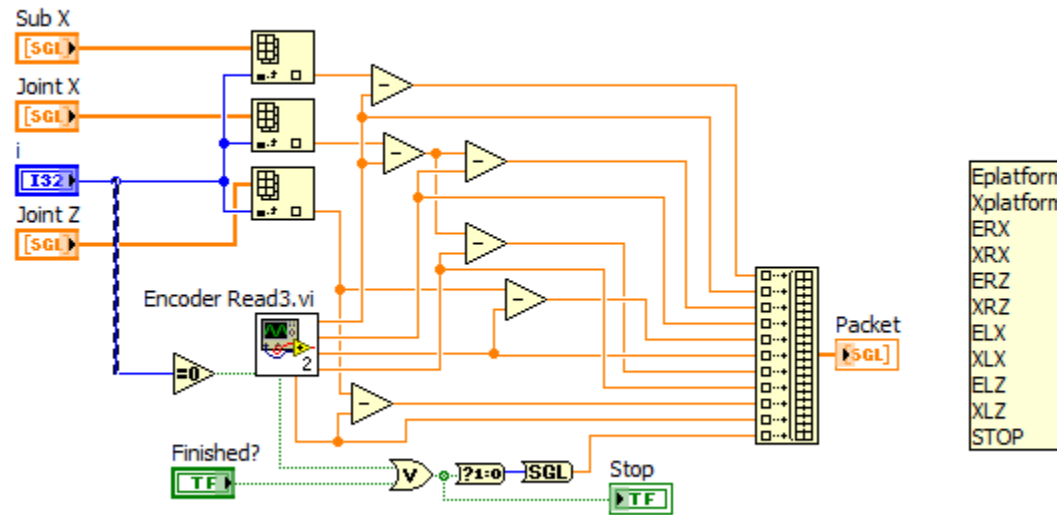 Sub X
[SGL]
Joint X
[SGL]
i
I32
Joint Z
[SGL]
Encoder Read3.vi
2
=0
Finished?
TF
V
?1:0
SGL
Stop
TF
Packet
[SGL]
Eplatform
Xplatform
ERX
XRX
ERZ
XRZ
ELX
XLX
ELZ
XLZ
STOP